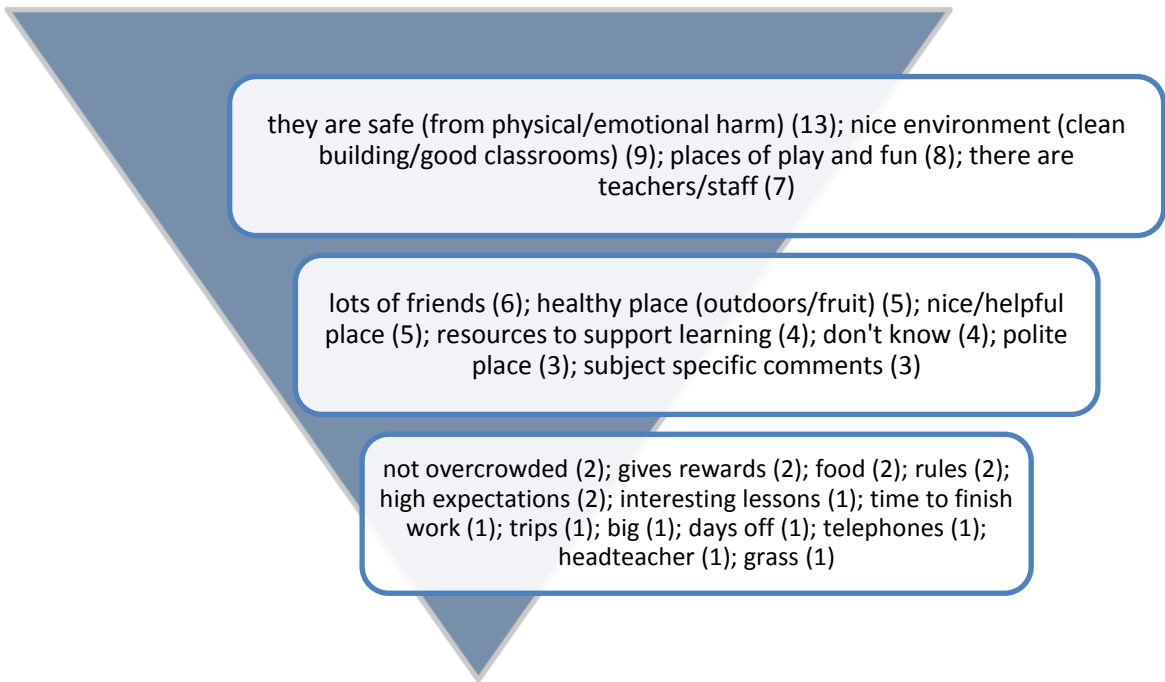 they are safe (from physical/emotional harm) (13); nice environment (clean
building/good classrooms) (9); places of play and fun (8); there are
teachers/staff (7)
lots of friends (6); healthy place (outdoors/fruit) (5); nice/helpful
place (5); resources to support learning (4); don't know (4); polite
place (3); subject specific comments (3)
not overcrowded (2); gives rewards (2); food (2); rules (2);
high expectations (2); interesting lessons (1); time to finish
work (1); trips (1); big (1); days off (1); telephones (1);
headteacher (1); grass (1)